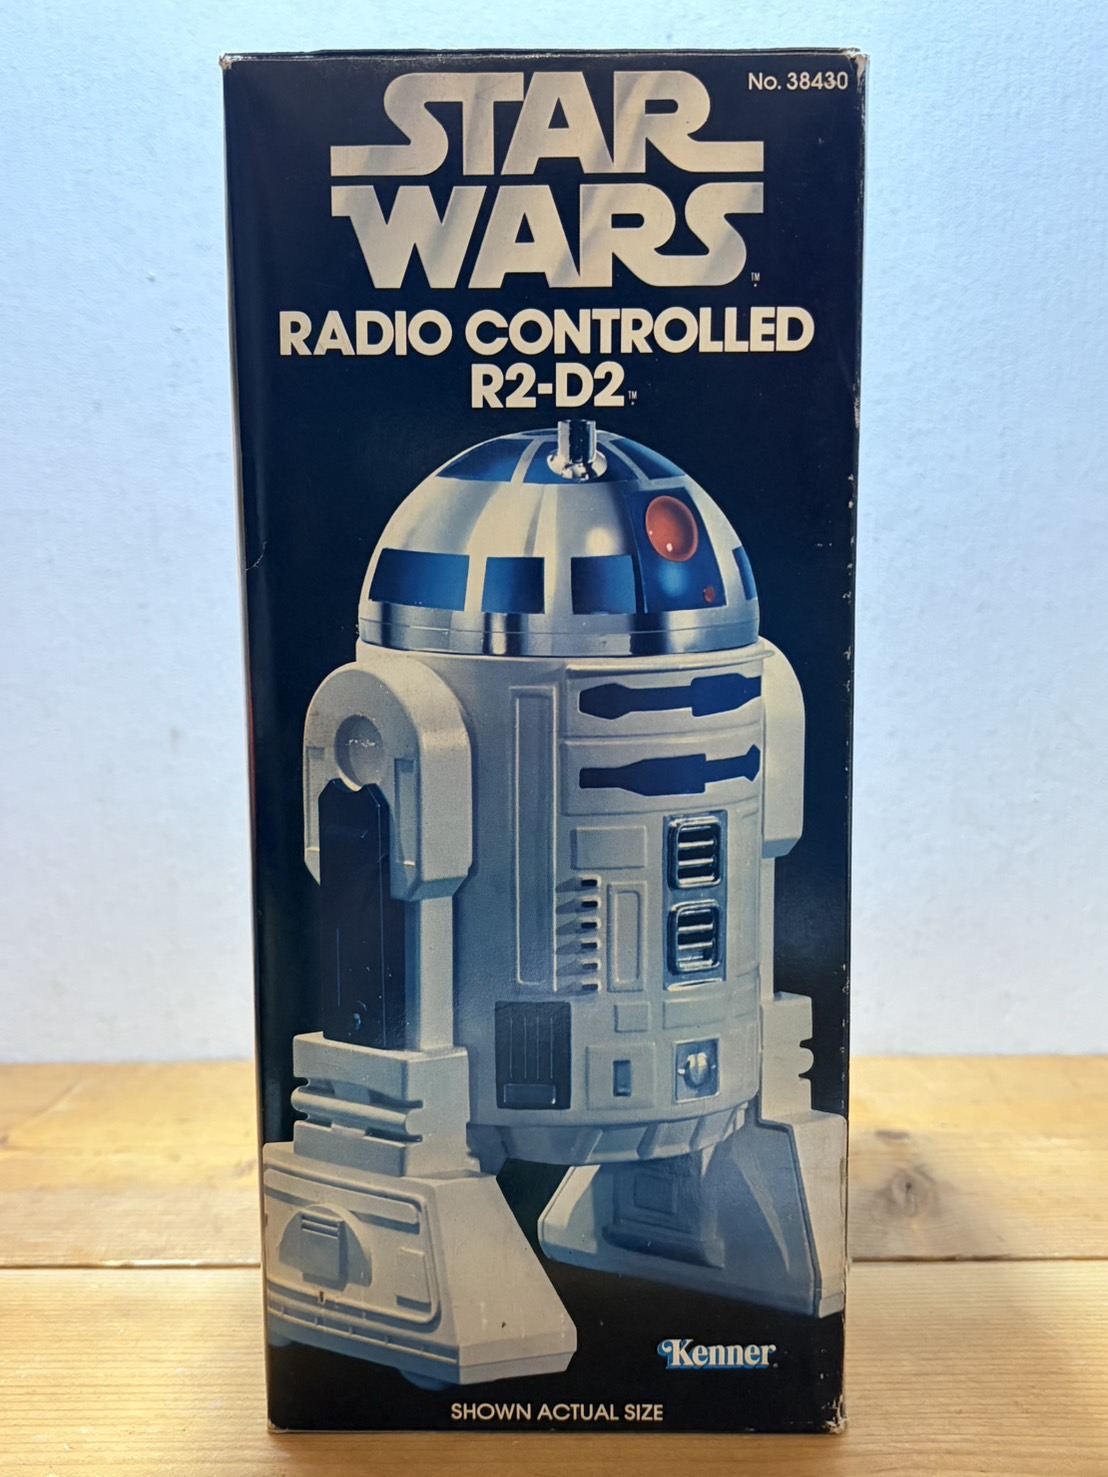 No. 38430
STAR
WARS™
RADIO CONTROLLED
R2-D2™
Kenner
SHOWN ACTUAL SIZE